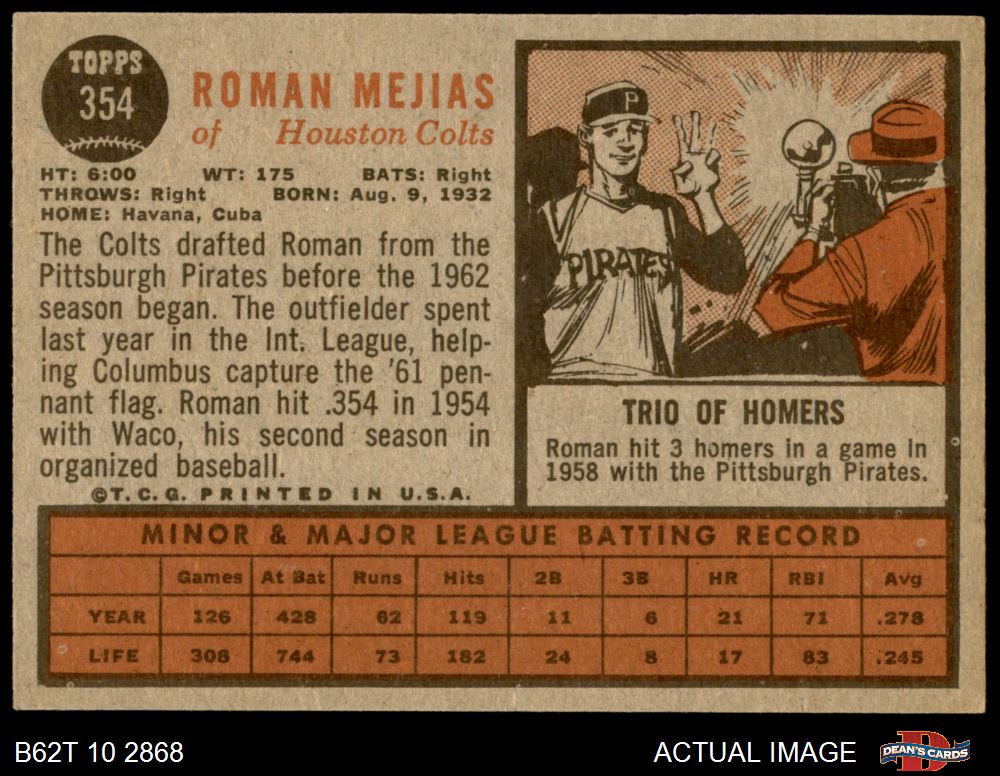 TOPPS
354
ROMAN MEJIAS
of Houston Colts
HT: 6:00 WT: 175 BATS: Right
THROWS: Right BORN: Aug. 9, 1932
HOME: Havana, Cuba
The Colts drafted Roman from the
Pittsburgh Pirates before the 1962
season began. The outfielder spent
last year in the Int. League, help-
ing Columbus capture the '61 pen-
nant flag. Roman hit .354 in 1954
with Waco, his second season in
organized baseball.
©T.C.G. PRINTED IN U.S.A.
P
PIRATES
TRIO OF HOMERS
Roman hit 3 homers in a game in
1958 with the Pittsburgh Pirates.
MINOR & MAJOR LEAGUE BATTING RECORD
Games At Bat Runs Hits 2B 3B HR RBI Avg
YEAR 126 428 62 119 11 6 21 71 .278
LIFE 308 744 73 182 24 8 17 83 .245
B62T 10 2868
ACTUAL IMAGE
D
DEAN'S CARDS